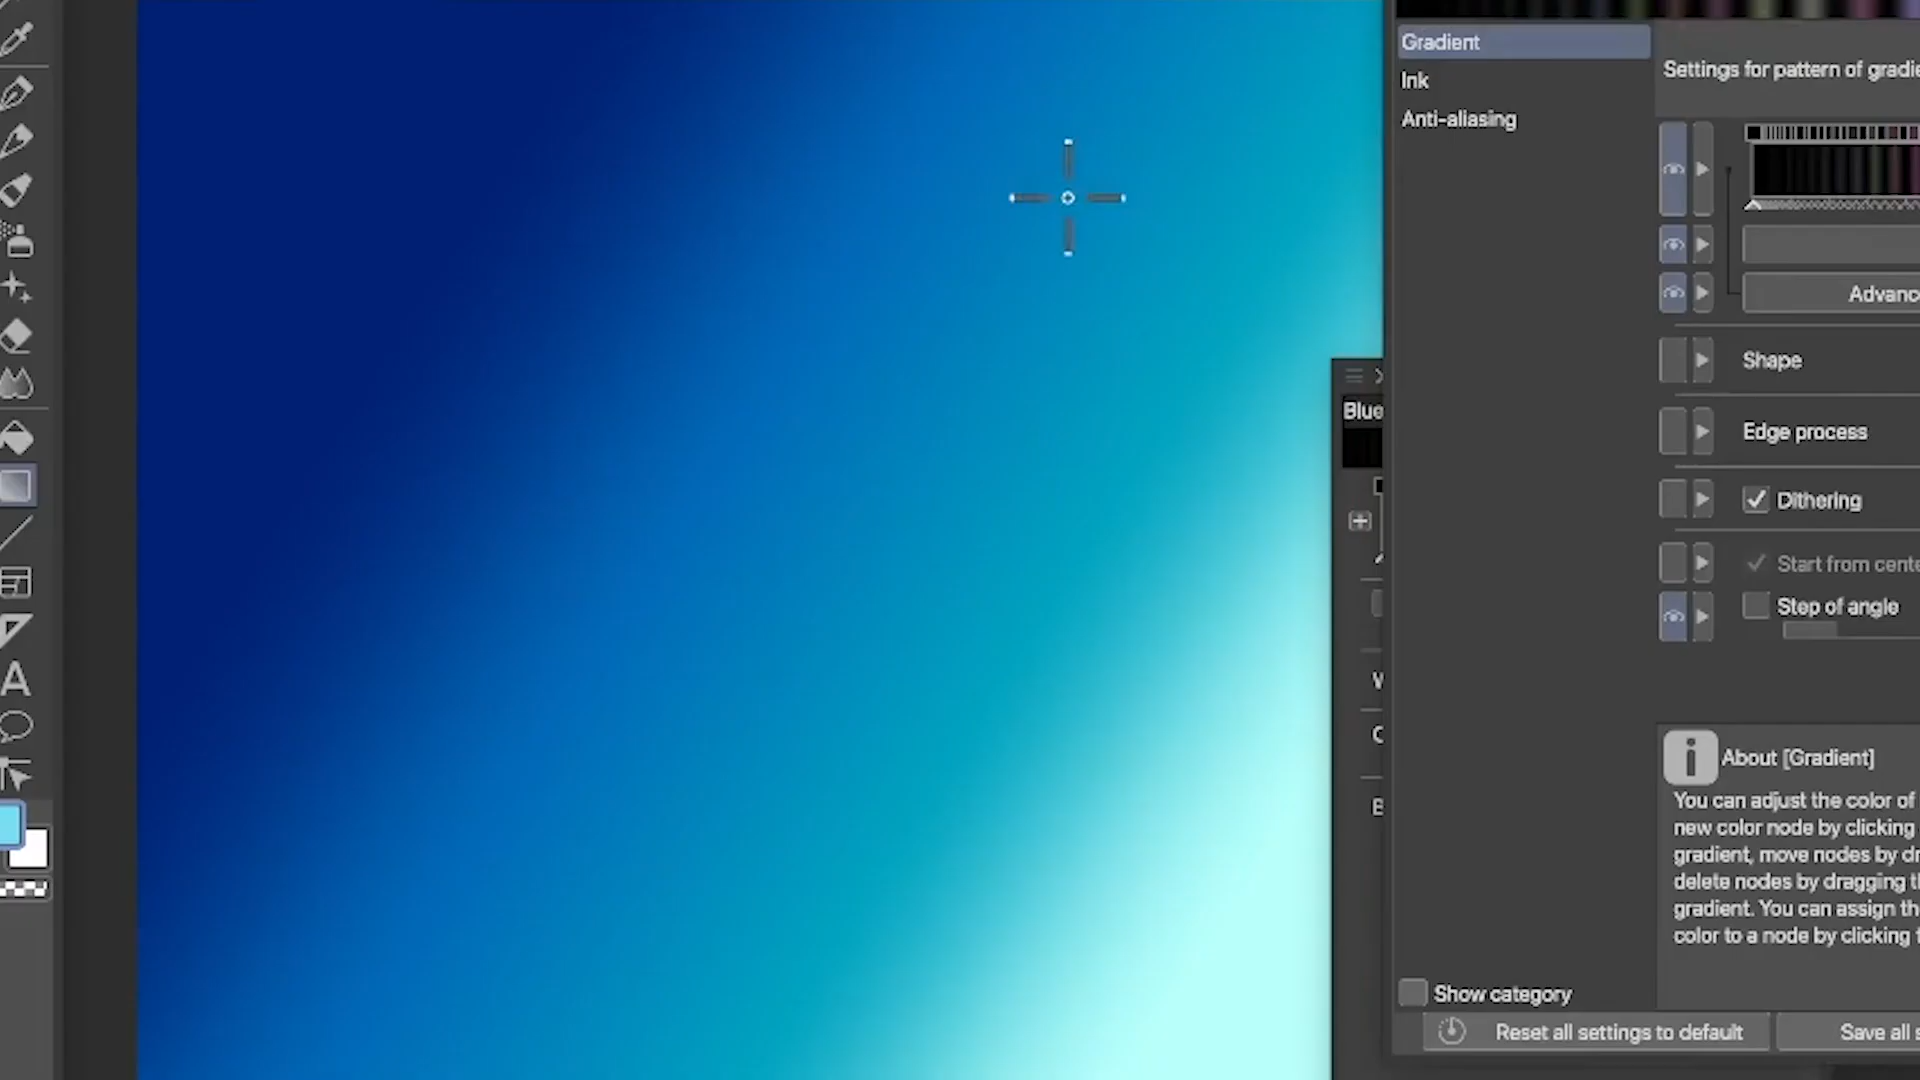 Gradient
Ink
Anti-aliasing
Settings for pattern of
Advanc
Shape
Edge process
Dithering
Start from cente
Step of angle
Blue
A
About [Gradient]
You can adjust the color of
new color node by clicking
gradient, move nodes by dr
delete nodes by dragging t
gradient. You can assign th
color to a node by clicking
Show category
Reset all settings to default
Save all s